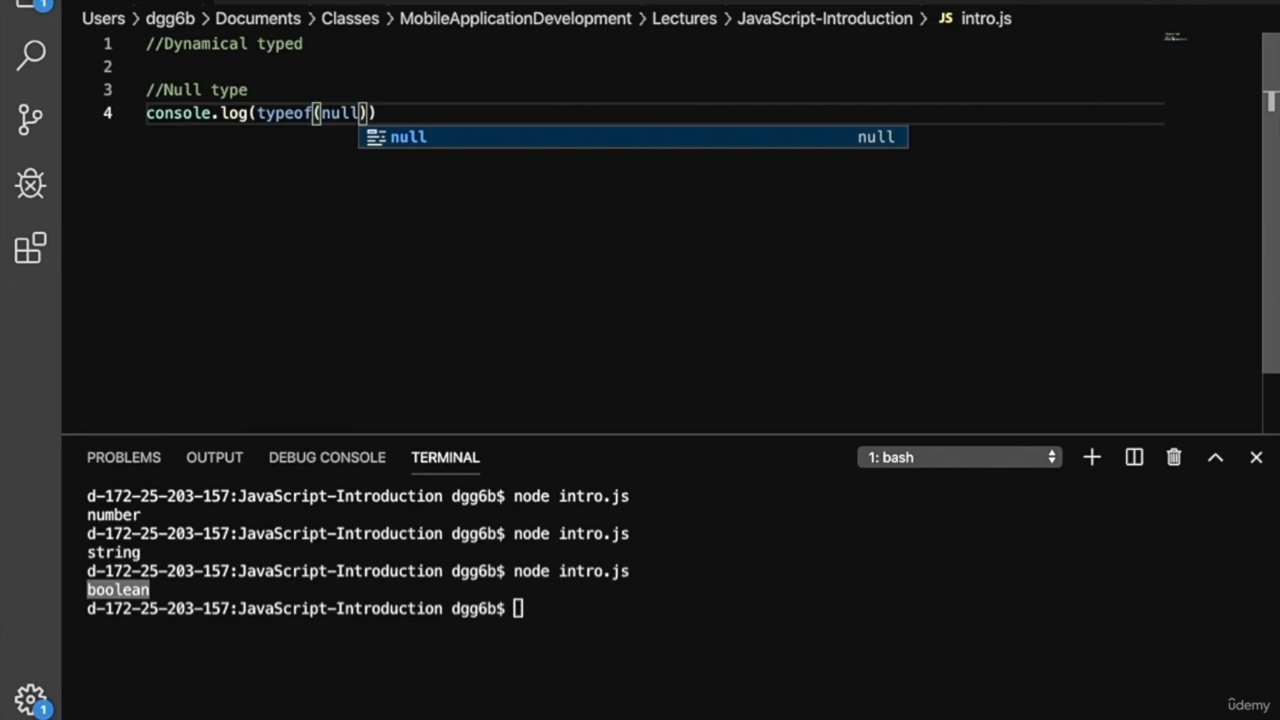 1
Users > dgg6b > Documents > Classes > MobileApplicationDevelopment > Lectures > JavaScript-Introduction > JS intro.js
1 //Dynamical typed
2
3 //Null type
4 console.log(typeof(null))
null null
PROBLEMS OUTPUT DEBUG CONSOLE TERMINAL 1: bash
d-172-25-203-157:JavaScript-Introduction dgg6b$ node intro.js
number
d-172-25-203-157:JavaScript-Introduction dgg6b$ node intro.js
string
d-172-25-203-157:JavaScript-Introduction dgg6b$ node intro.js
boolean
d-172-25-203-157:JavaScript-Introduction dgg6b$
1
ûdemy